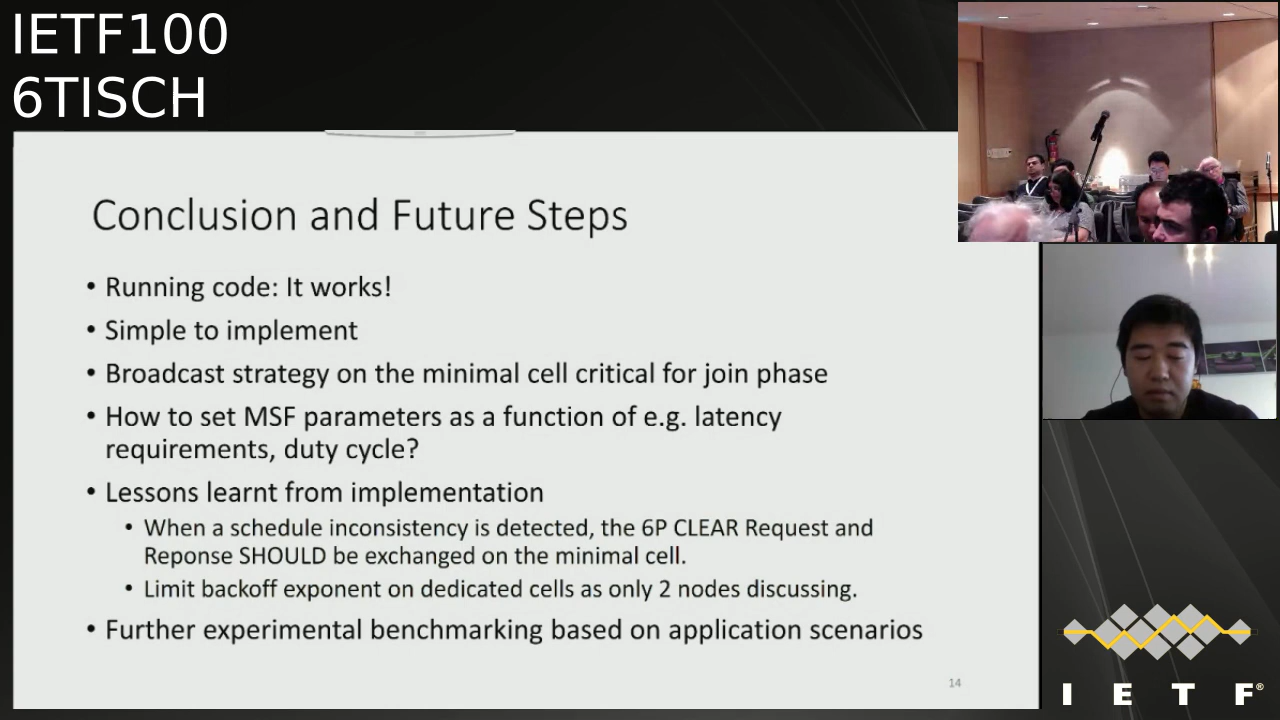 IETF100
6TISCH
Conclusion and Future Steps
• Running code: It works!
• Simple to implement
• Broadcast strategy on the minimal cell critical for join phase
• How to set MSF parameters as a function of e.g. latency
requirements, duty cycle?
• Lessons learnt from implementation
• When a schedule inconsistency is detected, the 6P CLEAR Request and
Reponse SHOULD be exchanged on the minimal cell.
• Limit backoff exponent on dedicated cells as only 2 nodes discussing.
• Further experimental benchmarking based on application scenarios
14
I E T F®